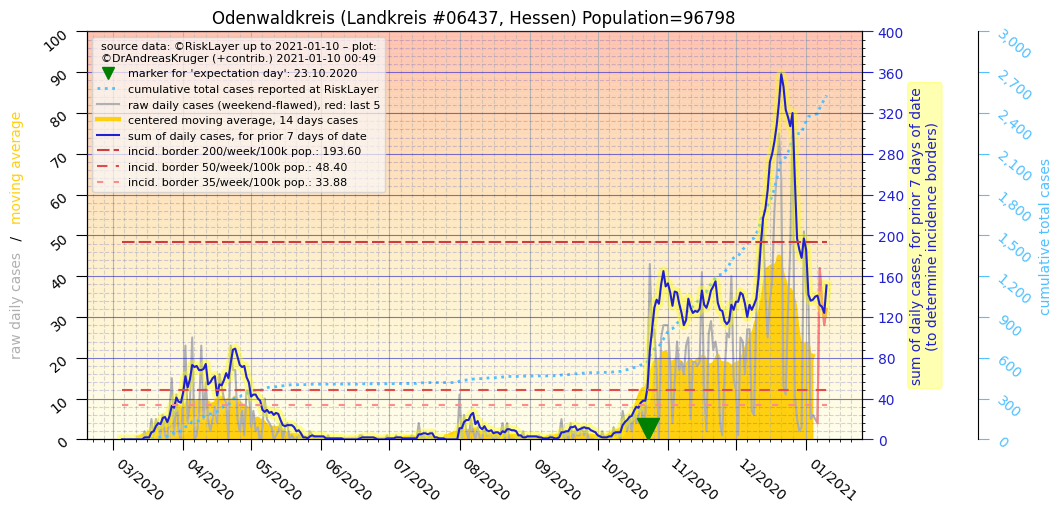 Odenwaldkreis (Landkreis #06437, Hessen) Population=96798
source data: ©RiskLayer up to 2021-01-10 – plot:
©DrAndreasKruger (+contrib.) 2021-01-10 00:49
marker for 'expectation day': 23.10.2020
cumulative total cases reported at RiskLayer
raw daily cases (weekend-flawed), red: last 5
centered moving average, 14 days cases
sum of daily cases, for prior 7 days of date
incid. border 200/week/100k pop.: 193.60
incid. border 50/week/100k pop.: 48.40
incid. border 35/week/100k pop.: 33.88
raw daily cases / moving average
100
90
80
70
60
50
40
30
20
10
0
400
360
320
280
240
200
160
120
80
40
0
sum of daily cases, for prior 7 days of date
(to determine incidence borders)
3,000
2,700
2,400
2,100
1,800
1,500
1,200
900
600
300
0
cumulative total cases
03/2020
04/2020
05/2020
06/2020
07/2020
08/2020
09/2020
10/2020
11/2020
12/2020
01/2021